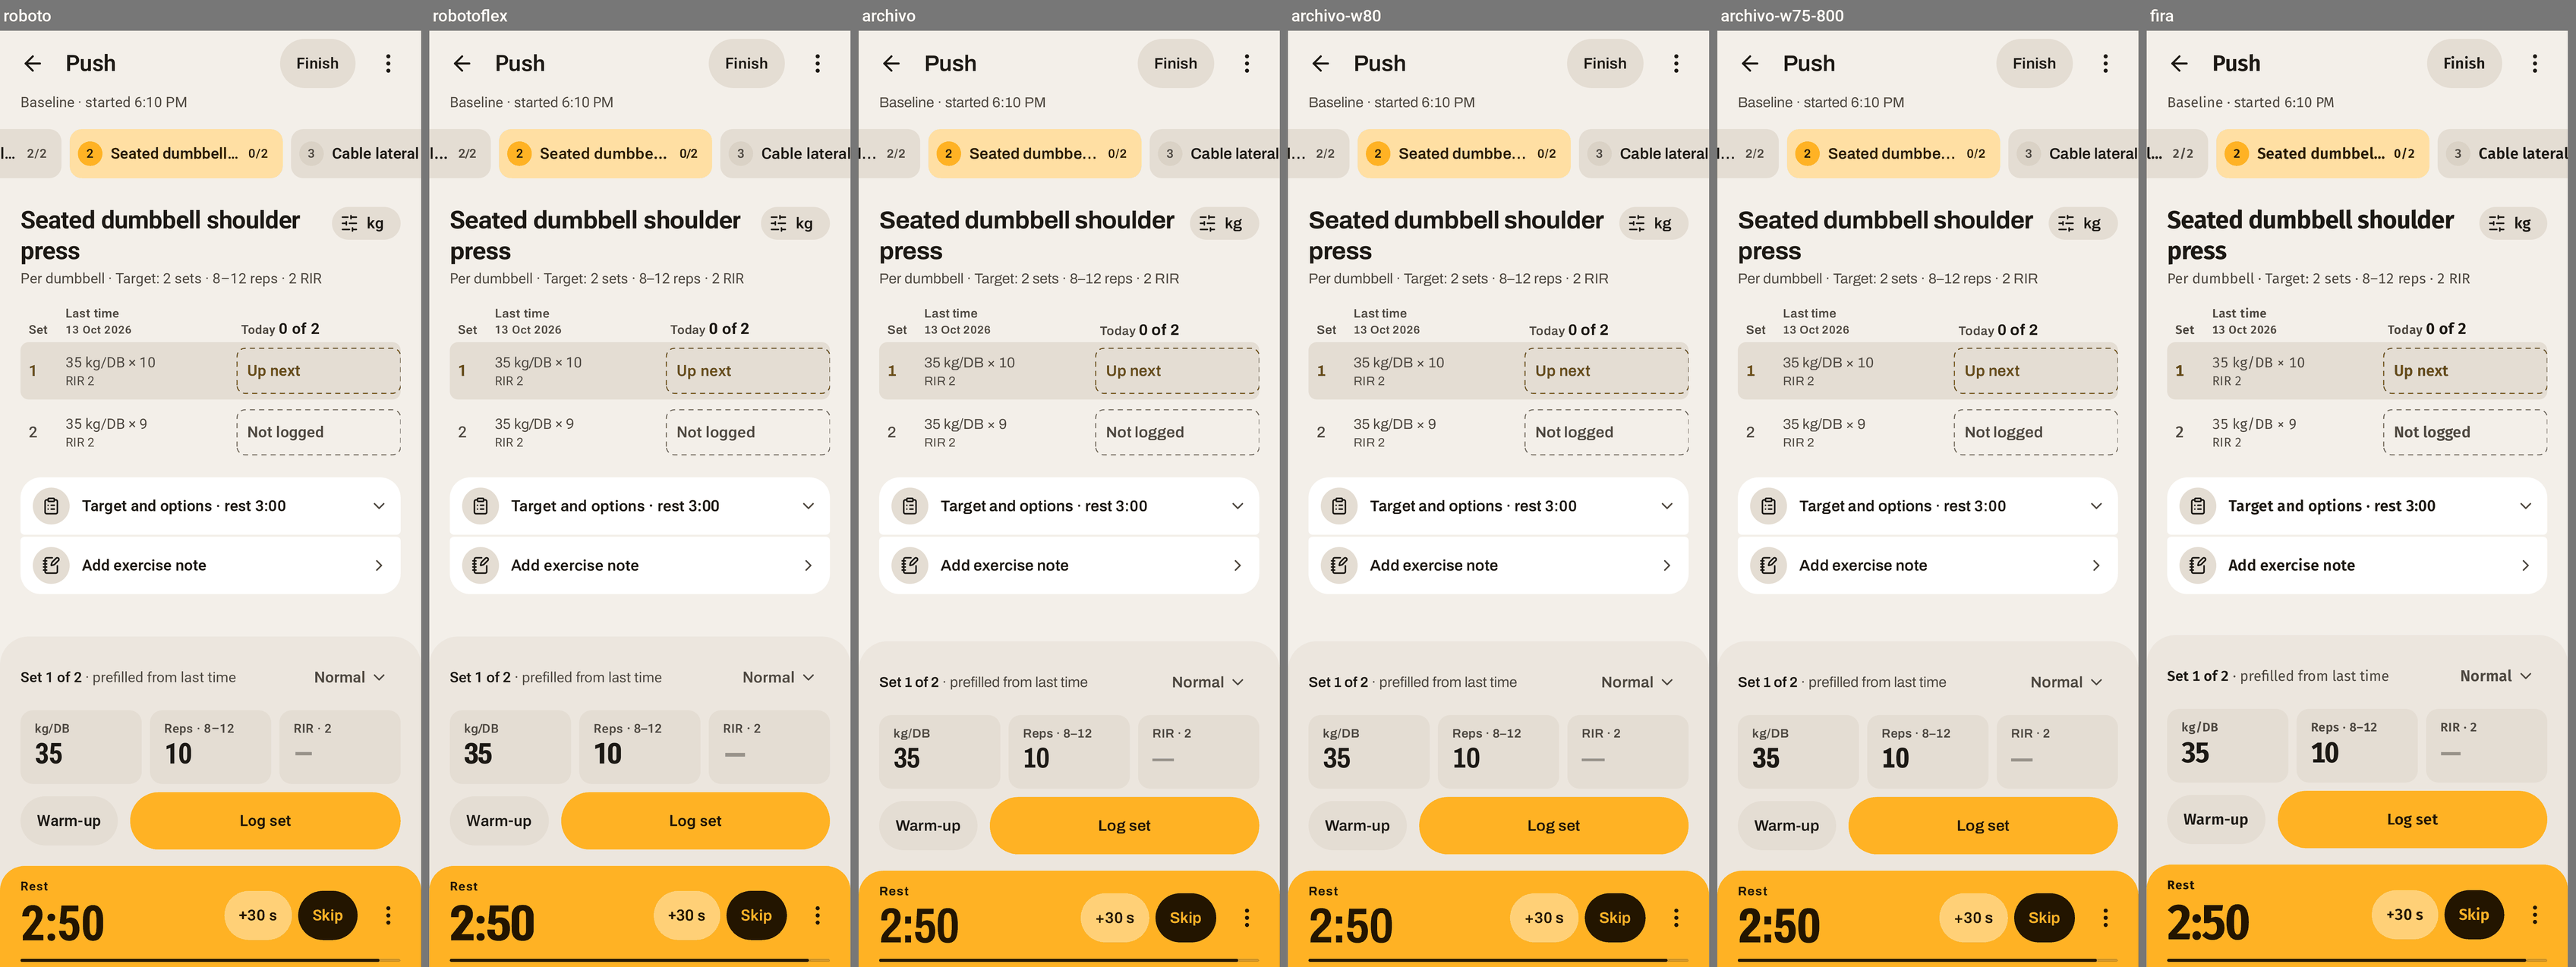 roboto
Push
Finish
Baseline · started 6:10 PM
l... 2/2
2 Seated dumbbell... 0/2
3 Cable lateral
Seated dumbbell shoulder
press
kg
Per dumbbell · Target: 2 sets · 8–12 reps · 2 RIR
Last time
Set 13 Oct 2026 Today 0 of 2
1 35 kg/DB × 10 Up next
RIR 2
2 35 kg/DB × 9 Not logged
RIR 2
Target and options · rest 3:00
Add exercise note
Set 1 of 2 · prefilled from last time Normal
kg/DB Reps · 8–12 RIR · 2
35 10 —
Warm-up Log set
Rest
2:50 +30 s Skip
robotoflex
Push
Finish
Baseline · started 6:10 PM
l... 2/2
2 Seated dumbbe... 0/2
3 Cable lateral
Seated dumbbell shoulder
press
kg
Per dumbbell · Target: 2 sets · 8–12 reps · 2 RIR
Last time
Set 13 Oct 2026 Today 0 of 2
1 35 kg/DB × 10 Up next
RIR 2
2 35 kg/DB × 9 Not logged
RIR 2
Target and options · rest 3:00
Add exercise note
Set 1 of 2 · prefilled from last time Normal
kg/DB Reps · 8–12 RIR · 2
35 10 —
Warm-up Log set
Rest
2:50 +30 s Skip
archivo
Push
Finish
Baseline · started 6:10 PM
l... 2/2
2 Seated dumbbe... 0/2
3 Cable lateral
Seated dumbbell shoulder
press
kg
Per dumbbell · Target: 2 sets · 8–12 reps · 2 RIR
Last time
Set 13 Oct 2026 Today 0 of 2
1 35 kg/DB × 10 Up next
RIR 2
2 35 kg/DB × 9 Not logged
RIR 2
Target and options · rest 3:00
Add exercise note
Set 1 of 2 · prefilled from last time Normal
kg/DB Reps · 8–12 RIR · 2
35 10 —
Warm-up Log set
Rest
2:50 +30 s Skip
archivo-w80
Push
Finish
Baseline · started 6:10 PM
l... 2/2
2 Seated dumbbe... 0/2
3 Cable lateral
Seated dumbbell shoulder
press
kg
Per dumbbell · Target: 2 sets · 8–12 reps · 2 RIR
Last time
Set 13 Oct 2026 Today 0 of 2
1 35 kg/DB × 10 Up next
RIR 2
2 35 kg/DB × 9 Not logged
RIR 2
Target and options · rest 3:00
Add exercise note
Set 1 of 2 · prefilled from last time Normal
kg/DB Reps · 8–12 RIR · 2
35 10 —
Warm-up Log set
Rest
2:50 +30 s Skip
archivo-w75-800
Push
Finish
Baseline · started 6:10 PM
l... 2/2
2 Seated dumbbe... 0/2
3 Cable lateral
Seated dumbbell shoulder
press
kg
Per dumbbell · Target: 2 sets · 8–12 reps · 2 RIR
Last time
Set 13 Oct 2026 Today 0 of 2
1 35 kg/DB × 10 Up next
RIR 2
2 35 kg/DB × 9 Not logged
RIR 2
Target and options · rest 3:00
Add exercise note
Set 1 of 2 · prefilled from last time Normal
kg/DB Reps · 8–12 RIR · 2
35 10 —
Warm-up Log set
Rest
2:50 +30 s Skip
fira
Push
Finish
Baseline · started 6:10 PM
l... 2/2
2 Seated dumbbel... 0/2
3 Cable lateral
Seated dumbbell shoulder
press
kg
Per dumbbell · Target: 2 sets · 8–12 reps · 2 RIR
Last time
Set 13 Oct 2026 Today 0 of 2
1 35 kg/DB × 10 Up next
RIR 2
2 35 kg/DB × 9 Not logged
RIR 2
Target and options · rest 3:00
Add exercise note
Set 1 of 2 · prefilled from last time Normal
kg/DB Reps · 8–12 RIR · 2
35 10 —
Warm-up Log set
Rest
2:50 +30 s Skip